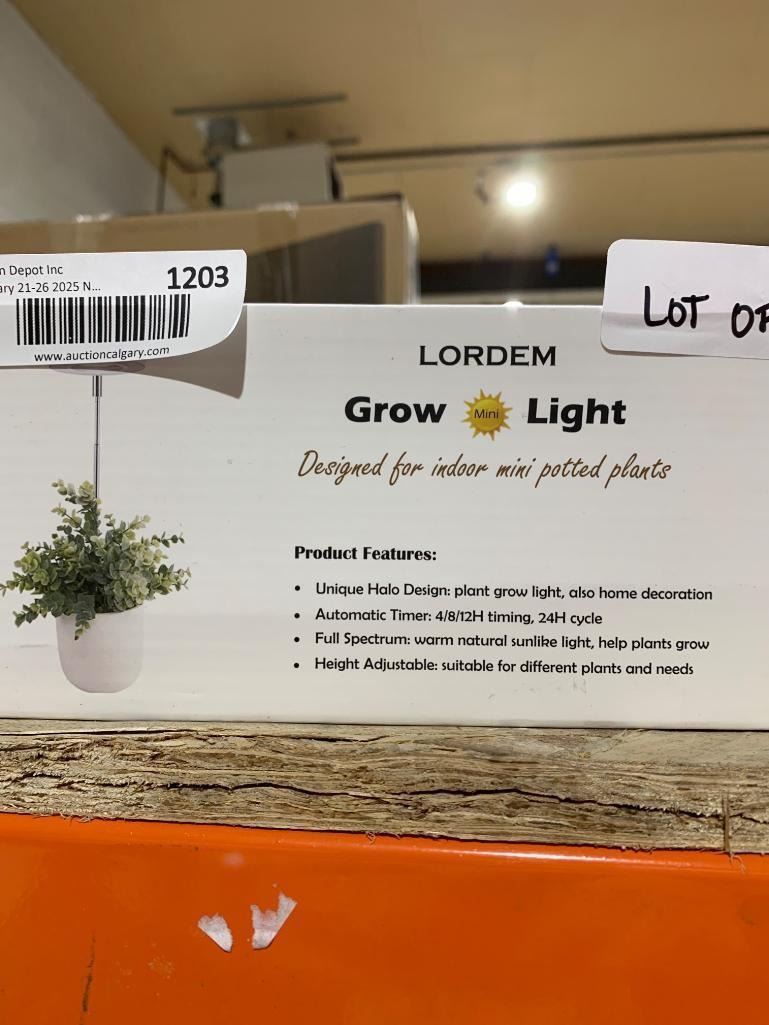 n Depot Inc
ary 21-26 2025 N...
1203
www.auctioncalgary.com
LOT
LORDEM
Grow Mini Light
Designed for indoor mini potted plants
Product Features:
• Unique Halo Design: plant grow light, also home decoration
• Automatic Timer: 4/8/12H timing, 24H cycle
• Full Spectrum: warm natural sunlike light, help plants grow
• Height Adjustable: suitable for different plants and needs